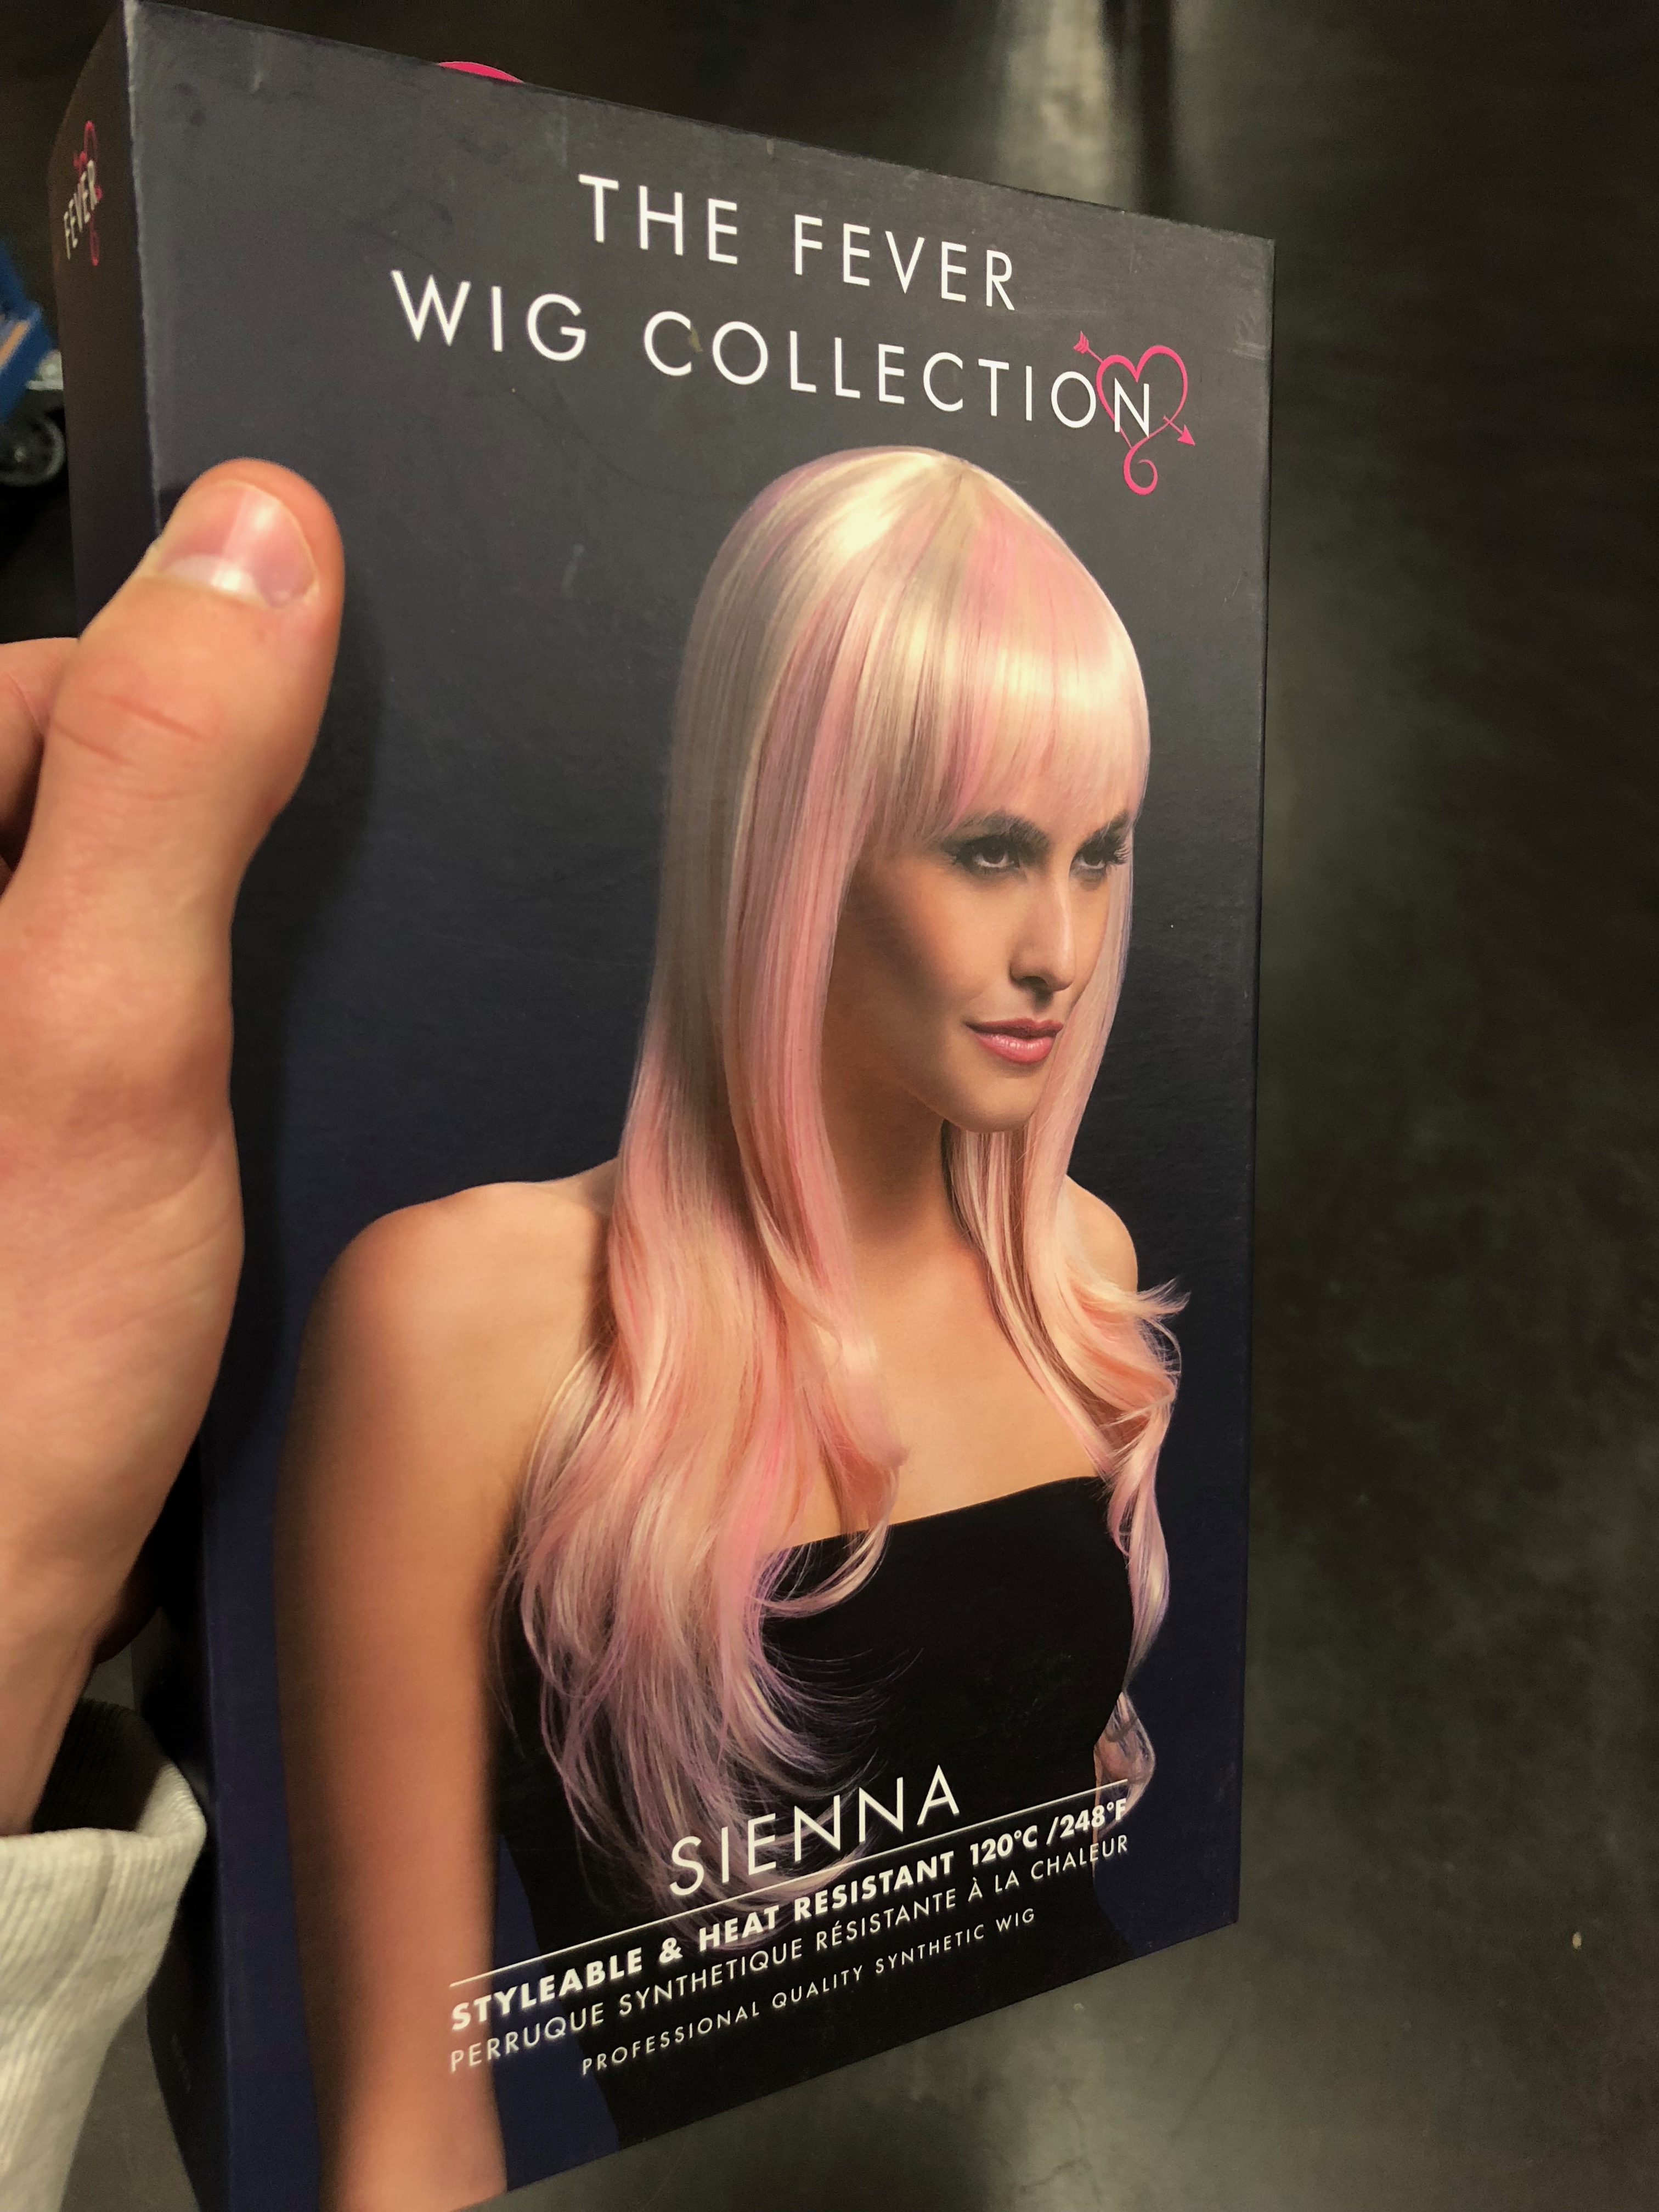 THE FEVER
WIG COLLECTION
FEVER
SIENNA
STYLEABLE & HEAT RESISTANT 120°C /248°F
PERRUQUE SYNTHETIQUE RÉSISTANTE À LA CHALEUR
PROFESSIONAL QUALITY SYNTHETIC WIG